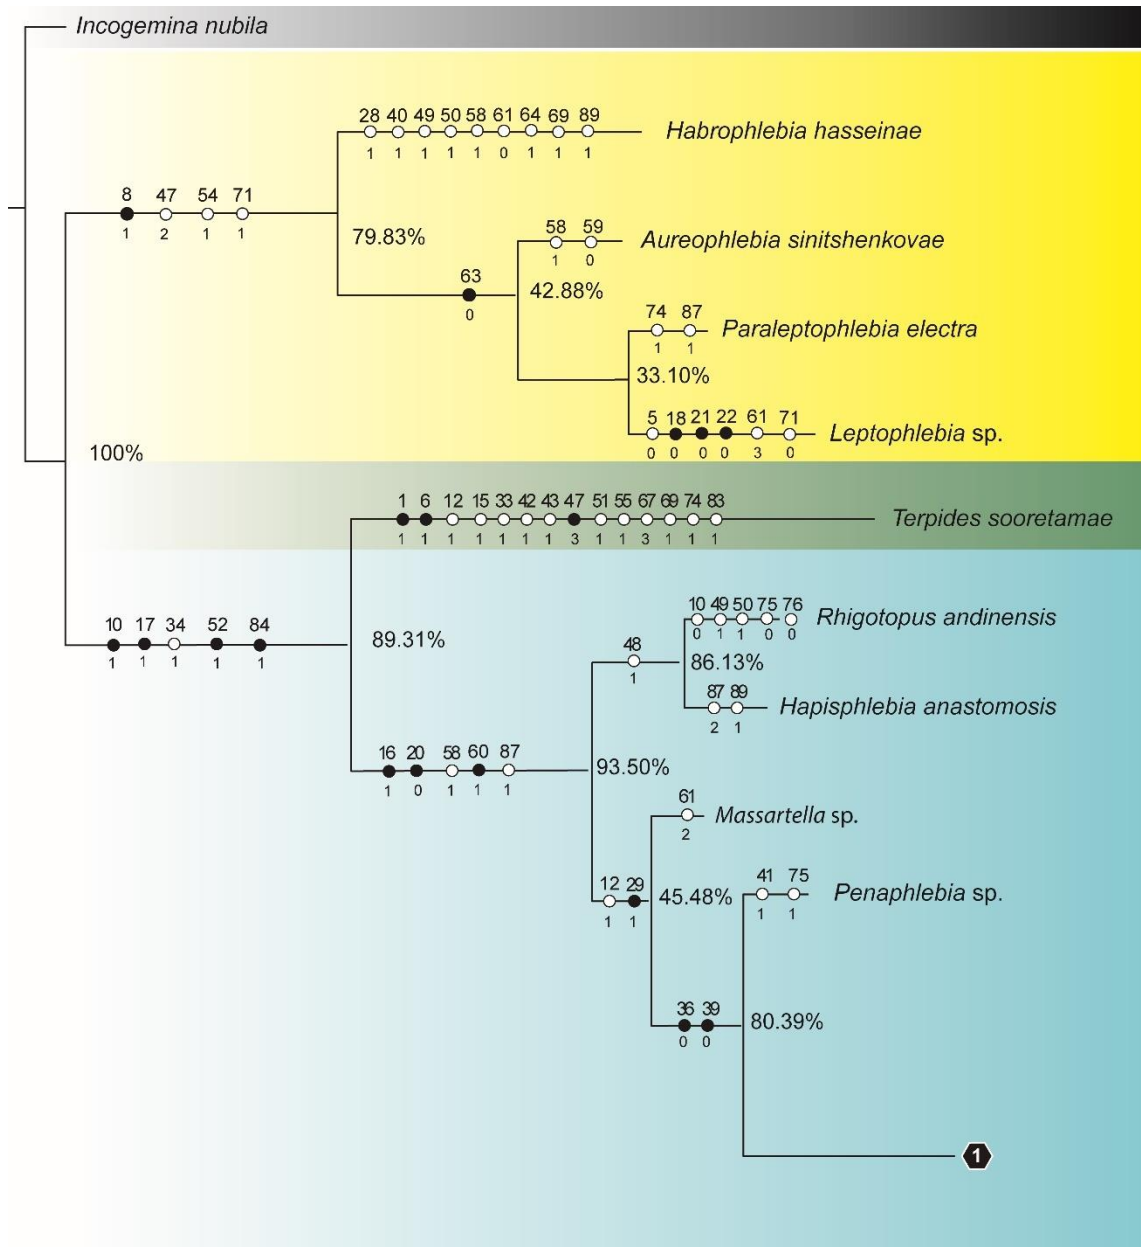 Incogemina nubila
28 40 49 50 58 61 64 69 89
Habrophlebia hasseinae
1 1 1 1 1 0 1 1 1
8 47 54 71
1 2 1 1
79.83%
58 59
Aureophlebia sinitshenkovae
1 0
63
0
42.88%
74 87
Paraleptophlebia electra
1 1
33.10%
5 18 21 22 61 71
Leptophlebia sp.
0 0 0 0 3 0
100%
1 6 12 15 33 42 43 47 51 55 67 69 74 83
Terpides sooretamae
1 1 1 1 1 1 1 3 1 1 3 1 1 1
10 17 34 52 84
1 1 1 1 1
89.31%
10 49 50 75 76
Rhigotopus andinensis
0 1 1 0 0
48
1
86.13%
87 89
Hapisphlebia anastomosis
2 1
16 20 58 60 87
1 0 1 1 1
93.50%
61
Massartella sp.
2
12 29
1 1
45.48%
41 75
Penaphlebia sp.
1 1
36 39
0 0
80.39%
1